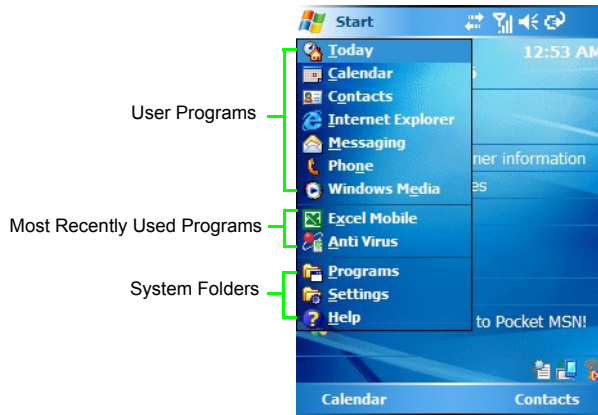 Start
Today
12:53 AM
Calendar
Contacts
User Programs
Internet Explorer
Messaging
Phone
ner information
Windows Media
es
Most Recently Used Programs
Excel Mobile
Anti Virus
Programs
System Folders
Settings
Help
to Pocket MSN!
Calendar
Contacts